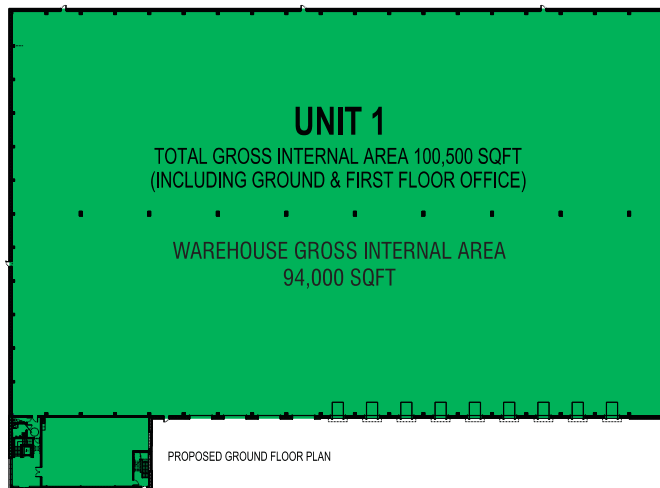 UNIT 1
TOTAL GROSS INTERNAL AREA 100,500 SQFT
(INCLUDING GROUND & FIRST FLOOR OFFICE)
WAREHOUSE GROSS INTERNAL AREA
94,000 SQFT
PROPOSED GROUND FLOOR PLAN